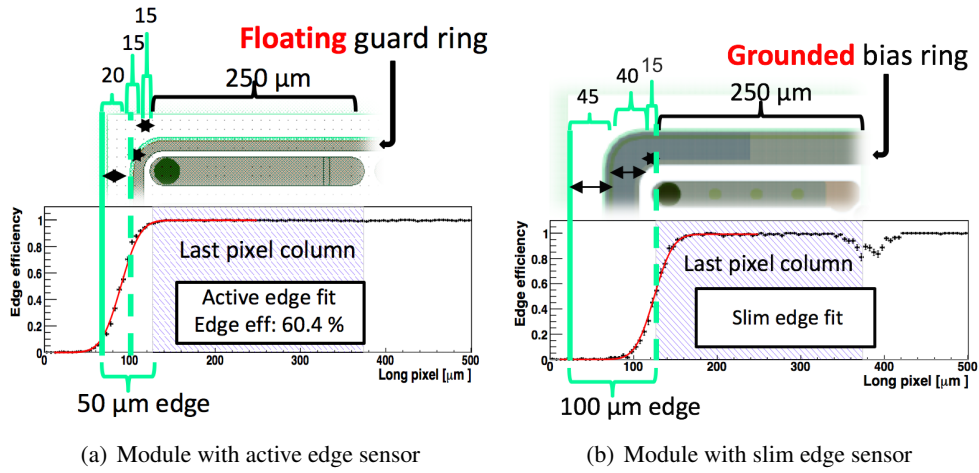 15
15
20
Floating guard ring
250 μm
Edge efficiency
1
0.8
0.6
0.4
0.2
0
Last pixel column
Active edge fit
Edge eff: 60.4 %
0 100 200 300 400 500
Long pixel [μm]
50 μm edge
(a) Module with active edge sensor
Grounded bias ring
45
40
15
250 μm
Edge efficiency
1
0.8
0.6
0.4
0.2
0
Last pixel column
Slim edge fit
0 100 200 300 400 500
Long pixel [μm]
100 μm edge
(b) Module with slim edge sensor